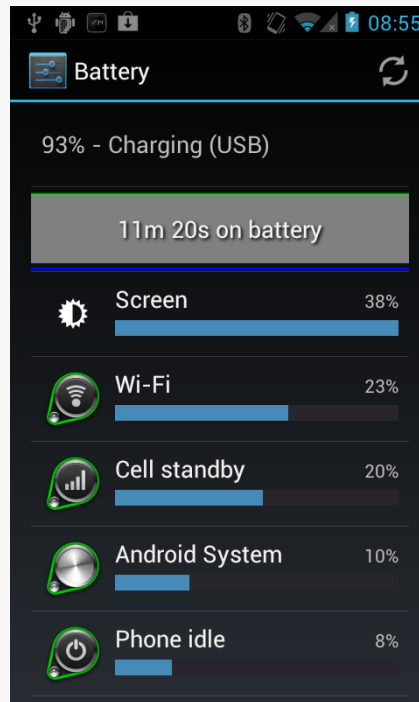 08:55
Battery
93% - Charging (USB)
11m 20s on battery
Screen 38%
Wi-Fi 23%
Cell standby 20%
Android System 10%
Phone idle 8%